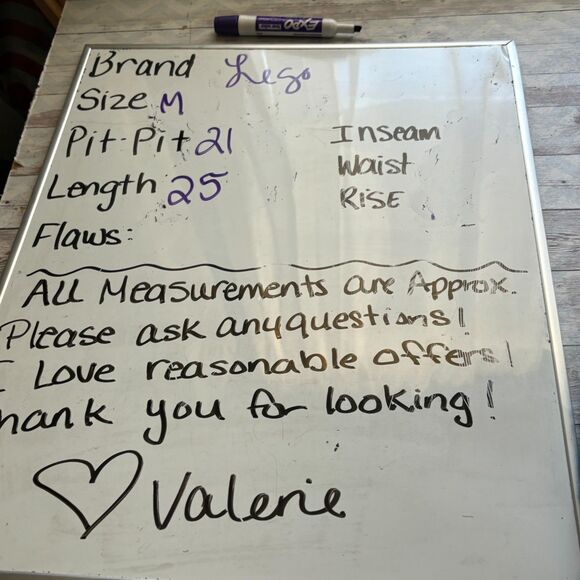 EXPO
Brand Lego
Size M
Pit-Pit 21
Length 25
Flaws:
Inseam
Waist
RISE
ALL Measurements are Approx.
Please ask anyquestions!
I Love reasonable offers!
hank you for looking!
Valerie